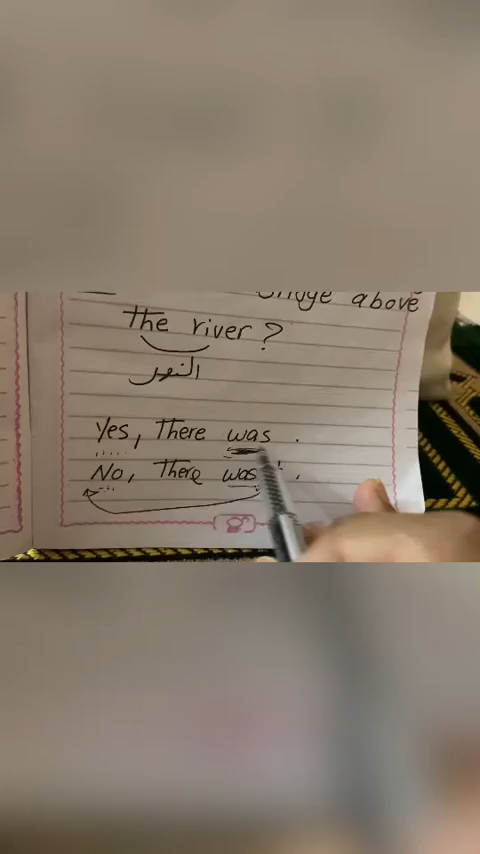 above
the river?
النهر
Yes, There was.
No, There was